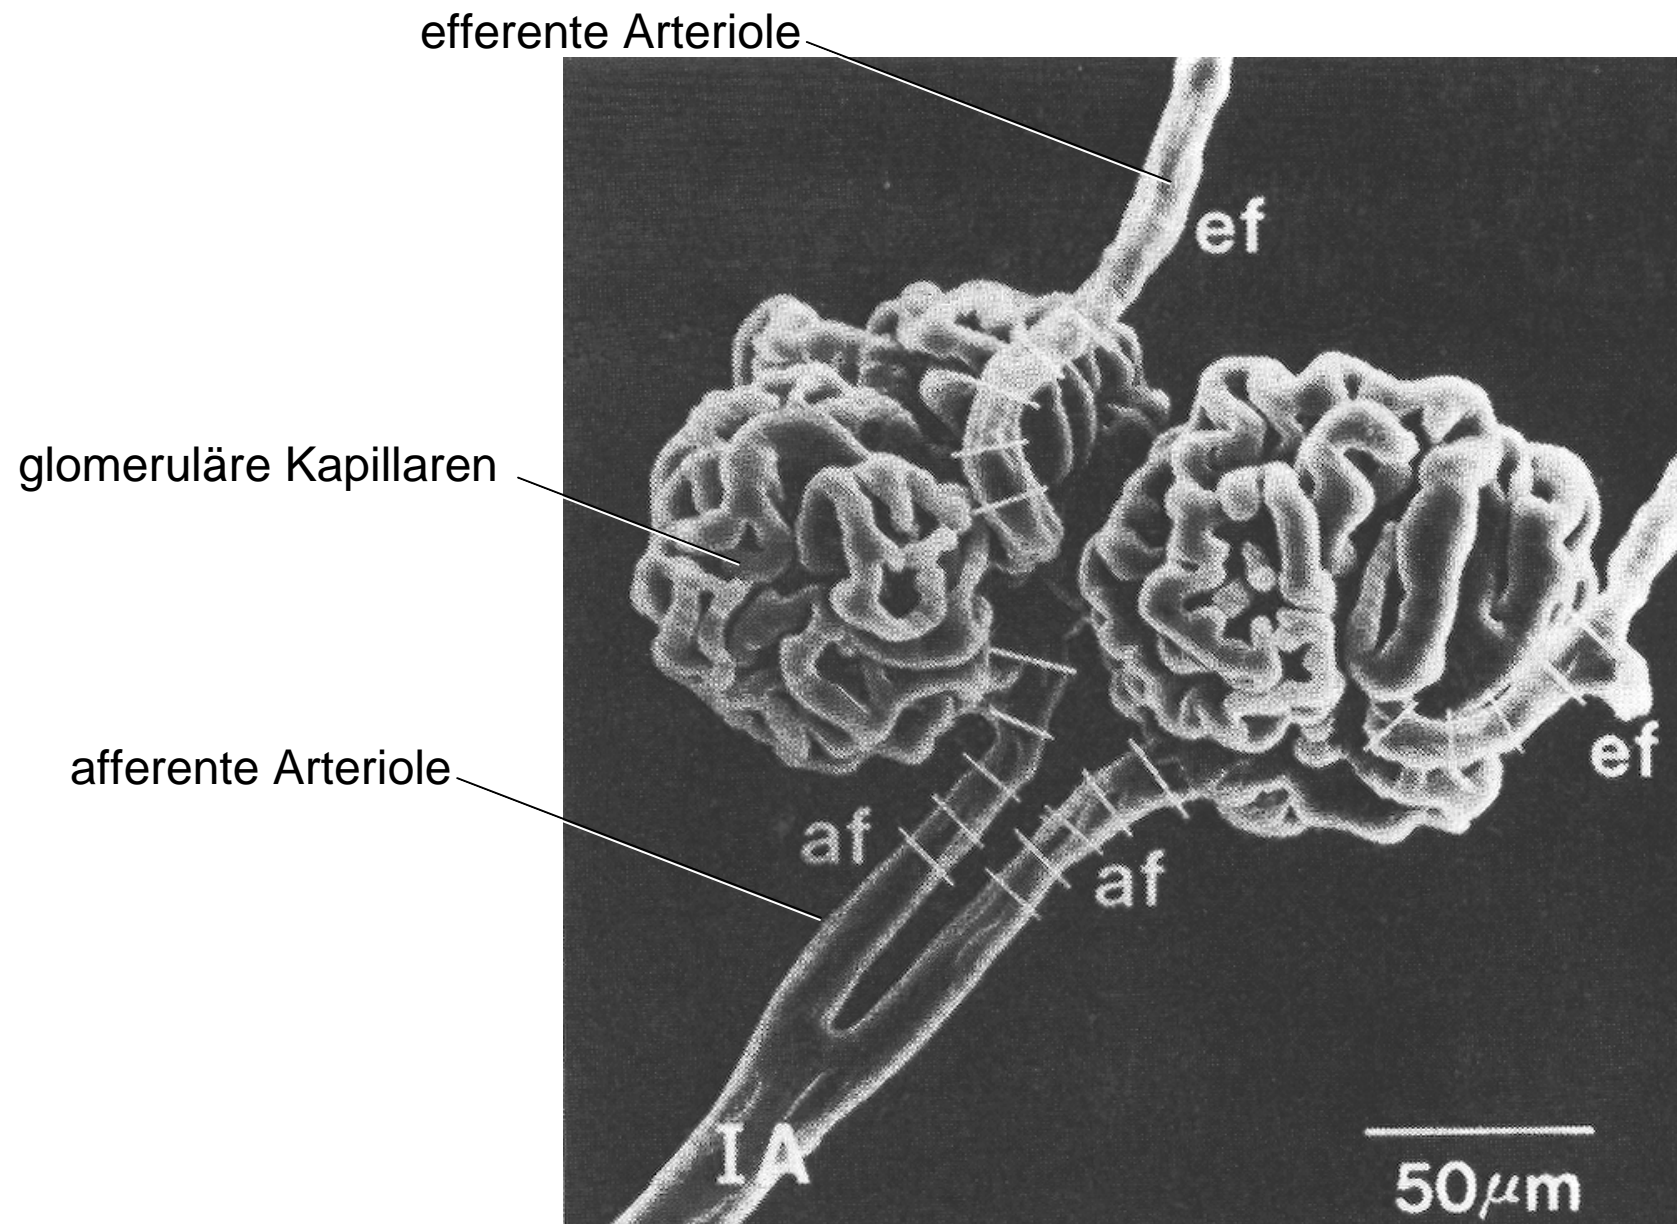 efferente Arteriole
ef
glomeruläre Kapillaren
ef
afferente Arteriole
af
af
IA
50µm